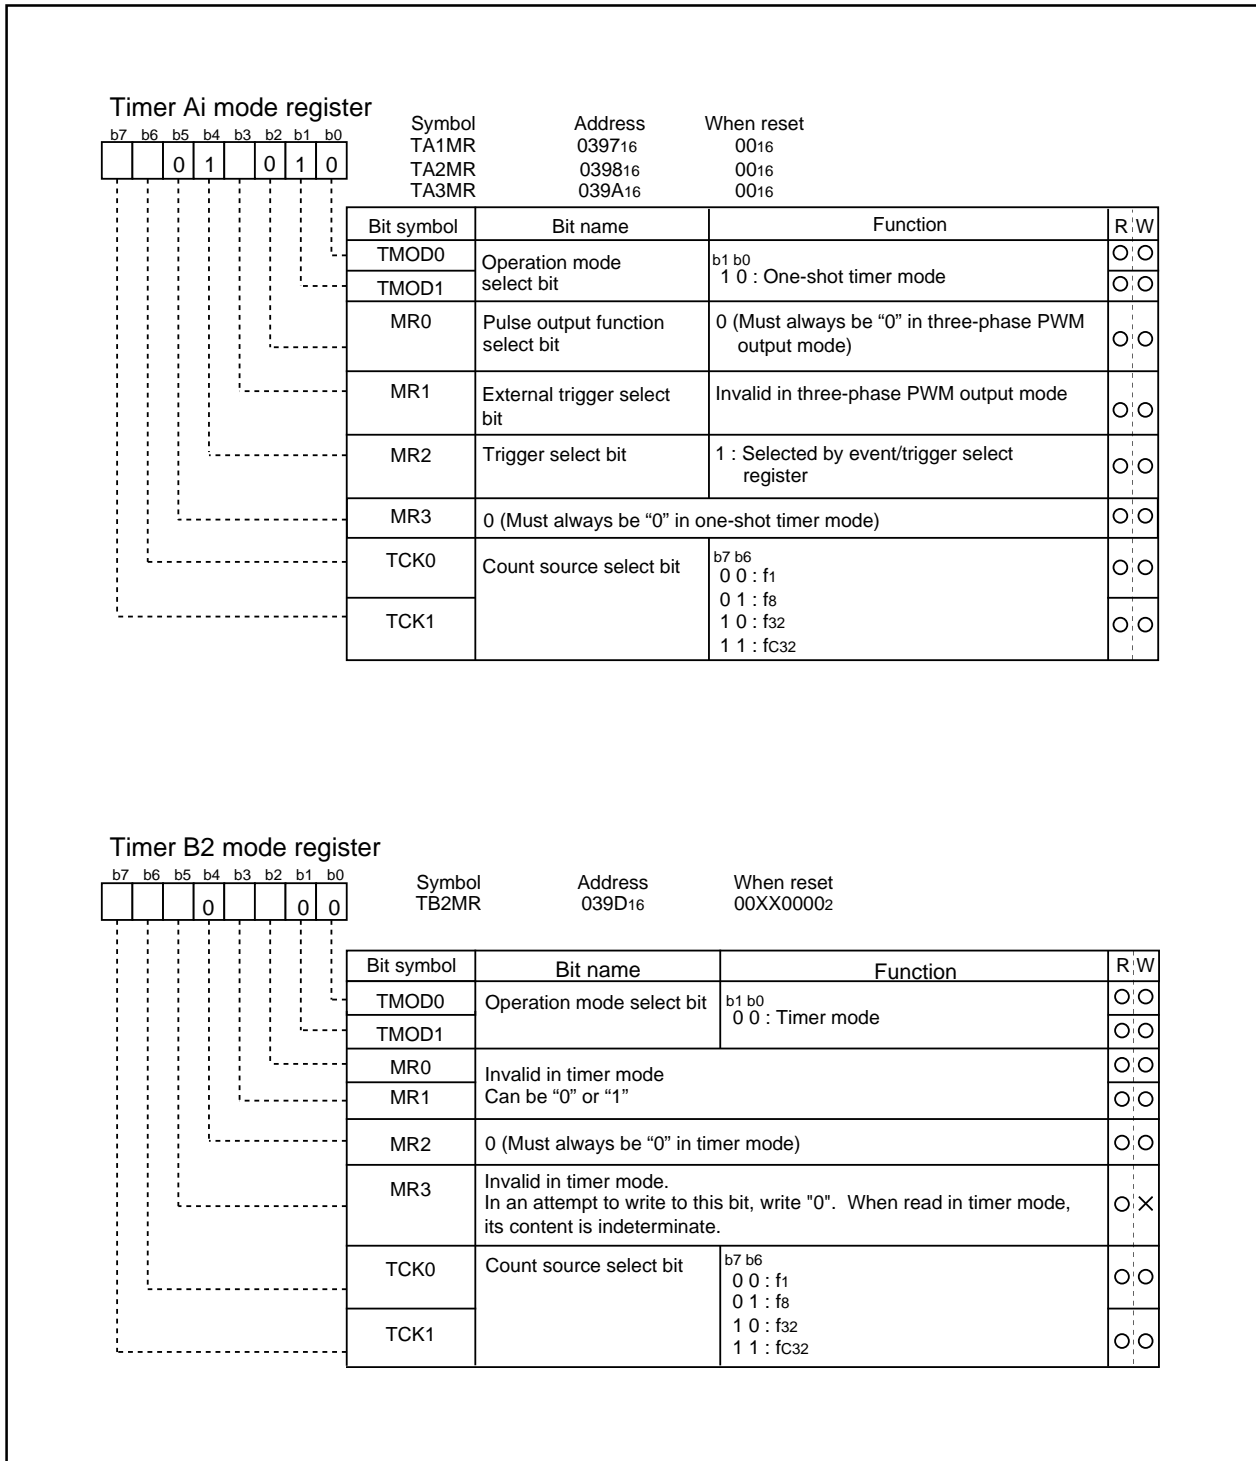 Timer Ai mode register
b7 b6 b5 b4 b3 b2 b1 b0
0 1 0 1 0
Symbol Address When reset
TA1MR 039716 0016
TA2MR 039816 0016
TA3MR 039A16 0016
Bit symbol Bit name Function R W
TMOD0 Operation mode select bit b1 b0
1 0 : One-shot timer mode
TMOD1
MR0 Pulse output function select bit 0 (Must always be “0” in three-phase PWM
output mode)
MR1 External trigger select bit Invalid in three-phase PWM output mode
MR2 Trigger select bit 1 : Selected by event/trigger select
register
MR3 0 (Must always be “0” in one-shot timer mode)
TCK0 Count source select bit b7 b6
0 0 : f1
0 1 : f8
TCK1 1 0 : f32
1 1 : fC32
Timer B2 mode register
b7 b6 b5 b4 b3 b2 b1 b0
0 0 0
Symbol Address When reset
TB2MR 039D16 00XX00002
Bit symbol Bit name Function R W
TMOD0 Operation mode select bit b1 b0
0 0 : Timer mode
TMOD1
MR0 Invalid in timer mode
MR1 Can be “0” or “1”
MR2 0 (Must always be “0” in timer mode)
MR3 Invalid in timer mode.
In an attempt to write to this bit, write "0". When read in timer mode,
its content is indeterminate.
TCK0 Count source select bit b7 b6
0 0 : f1
0 1 : f8
TCK1 1 0 : f32
1 1 : fC32